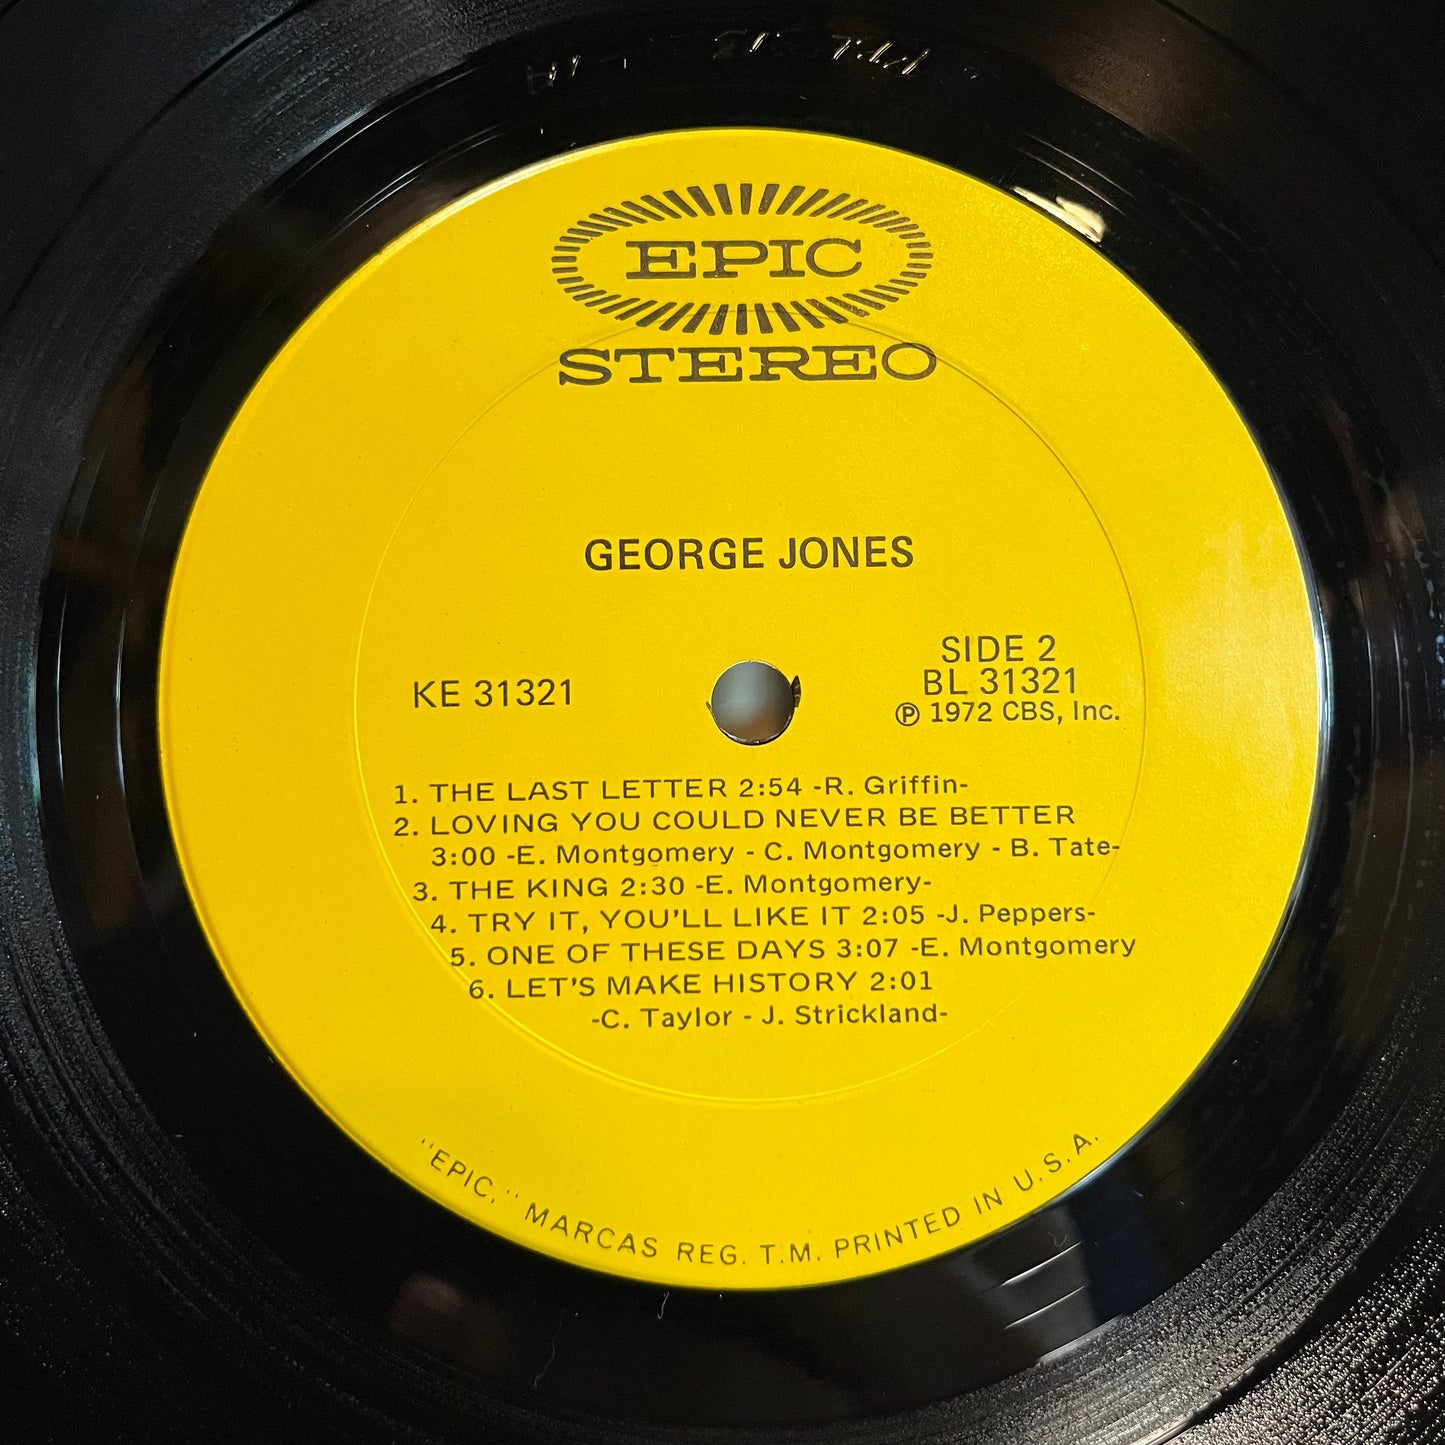 EPIC
STEREO
GEORGE JONES
SIDE 2
KE 31321
BL 31321
Ⓟ 1972 CBS, Inc.
1. THE LAST LETTER 2:54 -R. Griffin-
2. LOVING YOU COULD NEVER BE BETTER
3:00 -E. Montgomery - C. Montgomery - B. Tate-
3. THE KING 2:30 -E. Montgomery-
4. TRY IT, YOU'LL LIKE IT 2:05 -J. Peppers-
5. ONE OF THESE DAYS 3:07 -E. Montgomery
6. LET'S MAKE HISTORY 2:01
-C. Taylor - J. Strickland-
"EPIC," MARCAS REG. T.M. PRINTED IN U.S.A.